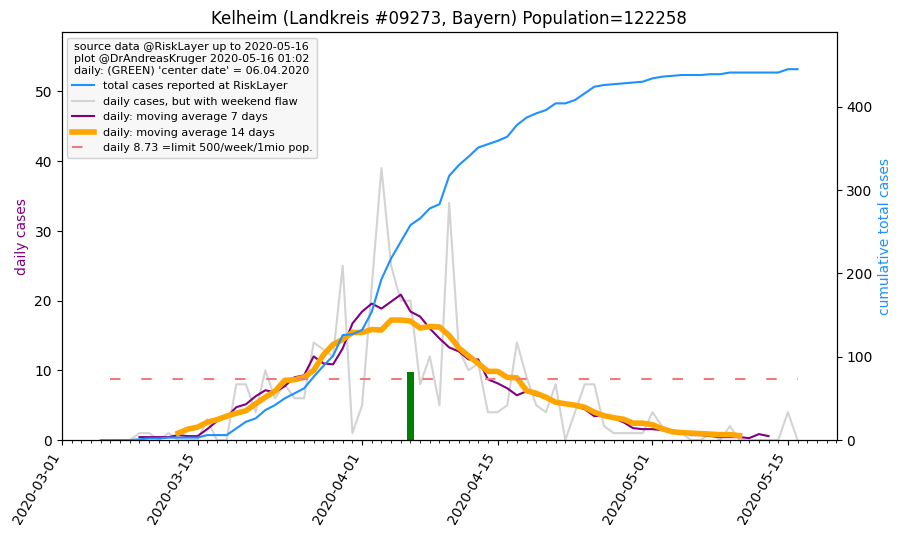 Kelheim (Landkreis #09273, Bayern) Population=122258
source data @RiskLayer up to 2020-05-16
plot @DrAndreasKruger 2020-05-16 01:02
daily: (GREEN) 'center date' = 06.04.2020
total cases reported at RiskLayer
daily cases, but with weekend flaw
daily: moving average 7 days
daily: moving average 14 days
daily 8.73 =limit 500/week/1mio pop.
daily cases
50
40
30
20
10
0
cumulative total cases
400
300
200
100
0
2020-03-01
2020-03-15
2020-04-01
2020-04-15
2020-05-01
2020-05-15